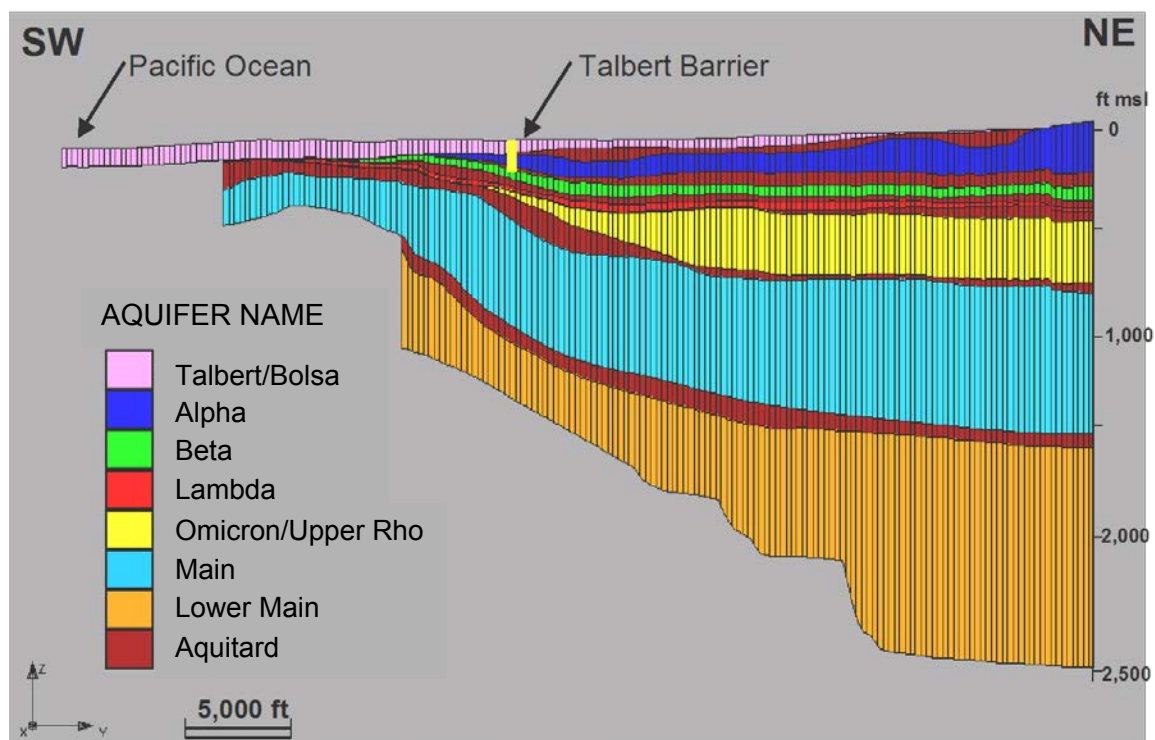 SW
NE
Pacific Ocean
Talbert Barrier
ft msl
0
1,000
2,000
2,500
AQUIFER NAME
Talbert/Bolsa
Alpha
Beta
Lambda
Omicron/Upper Rho
Main
Lower Main
Aquitard
Z
X
Y
5,000 ft